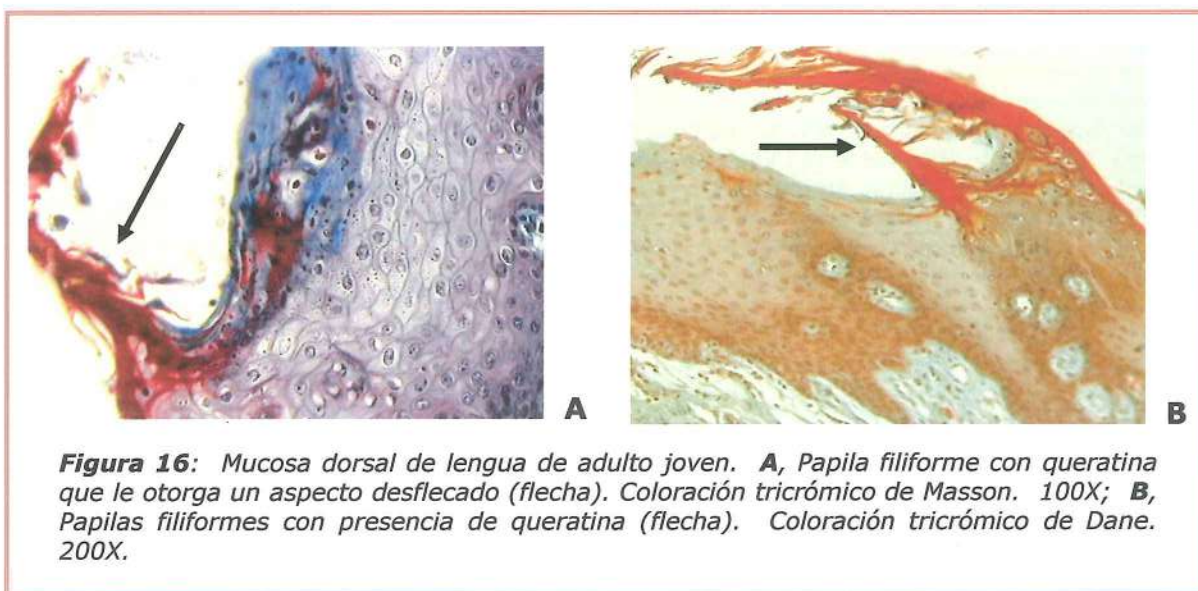 A
B
Figura 16: Mucosa dorsal de lengua de adulto joven. A, Papila filiforme con queratina
que le otorga un aspecto desflecado (flecha). Coloración tricrómico de Masson. 100X; B,
Papilas filiformes con presencia de queratina (flecha). Coloración tricrómico de Dane.
200X.